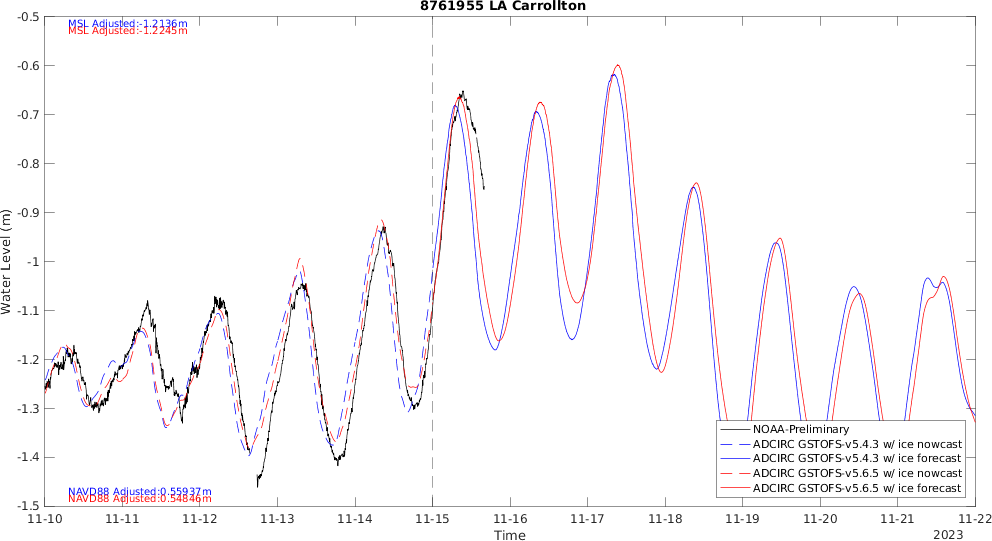 8761955 LA Carrollton
MSL Adjusted:-1.2136m
MSL Adjusted:-1.2245m
-0.5
-0.6
-0.7
-0.8
-0.9
-1
-1.1
-1.2
-1.3
-1.4
-1.5
Water Level (m)
NOAA-Preliminary
ADCIRC GSTOFS-v5.4.3 w/ ice nowcast
ADCIRC GSTOFS-v5.4.3 w/ ice forecast
ADCIRC GSTOFS-v5.6.5 w/ ice nowcast
ADCIRC GSTOFS-v5.6.5 w/ ice forecast
NAVD88 Adjusted:0.55937m
NAVD88 Adjusted:0.54846m
11-10 11-11 11-12 11-13 11-14 11-15 11-16 11-17 11-18 11-19 11-20 11-21 11-22
Time
2023